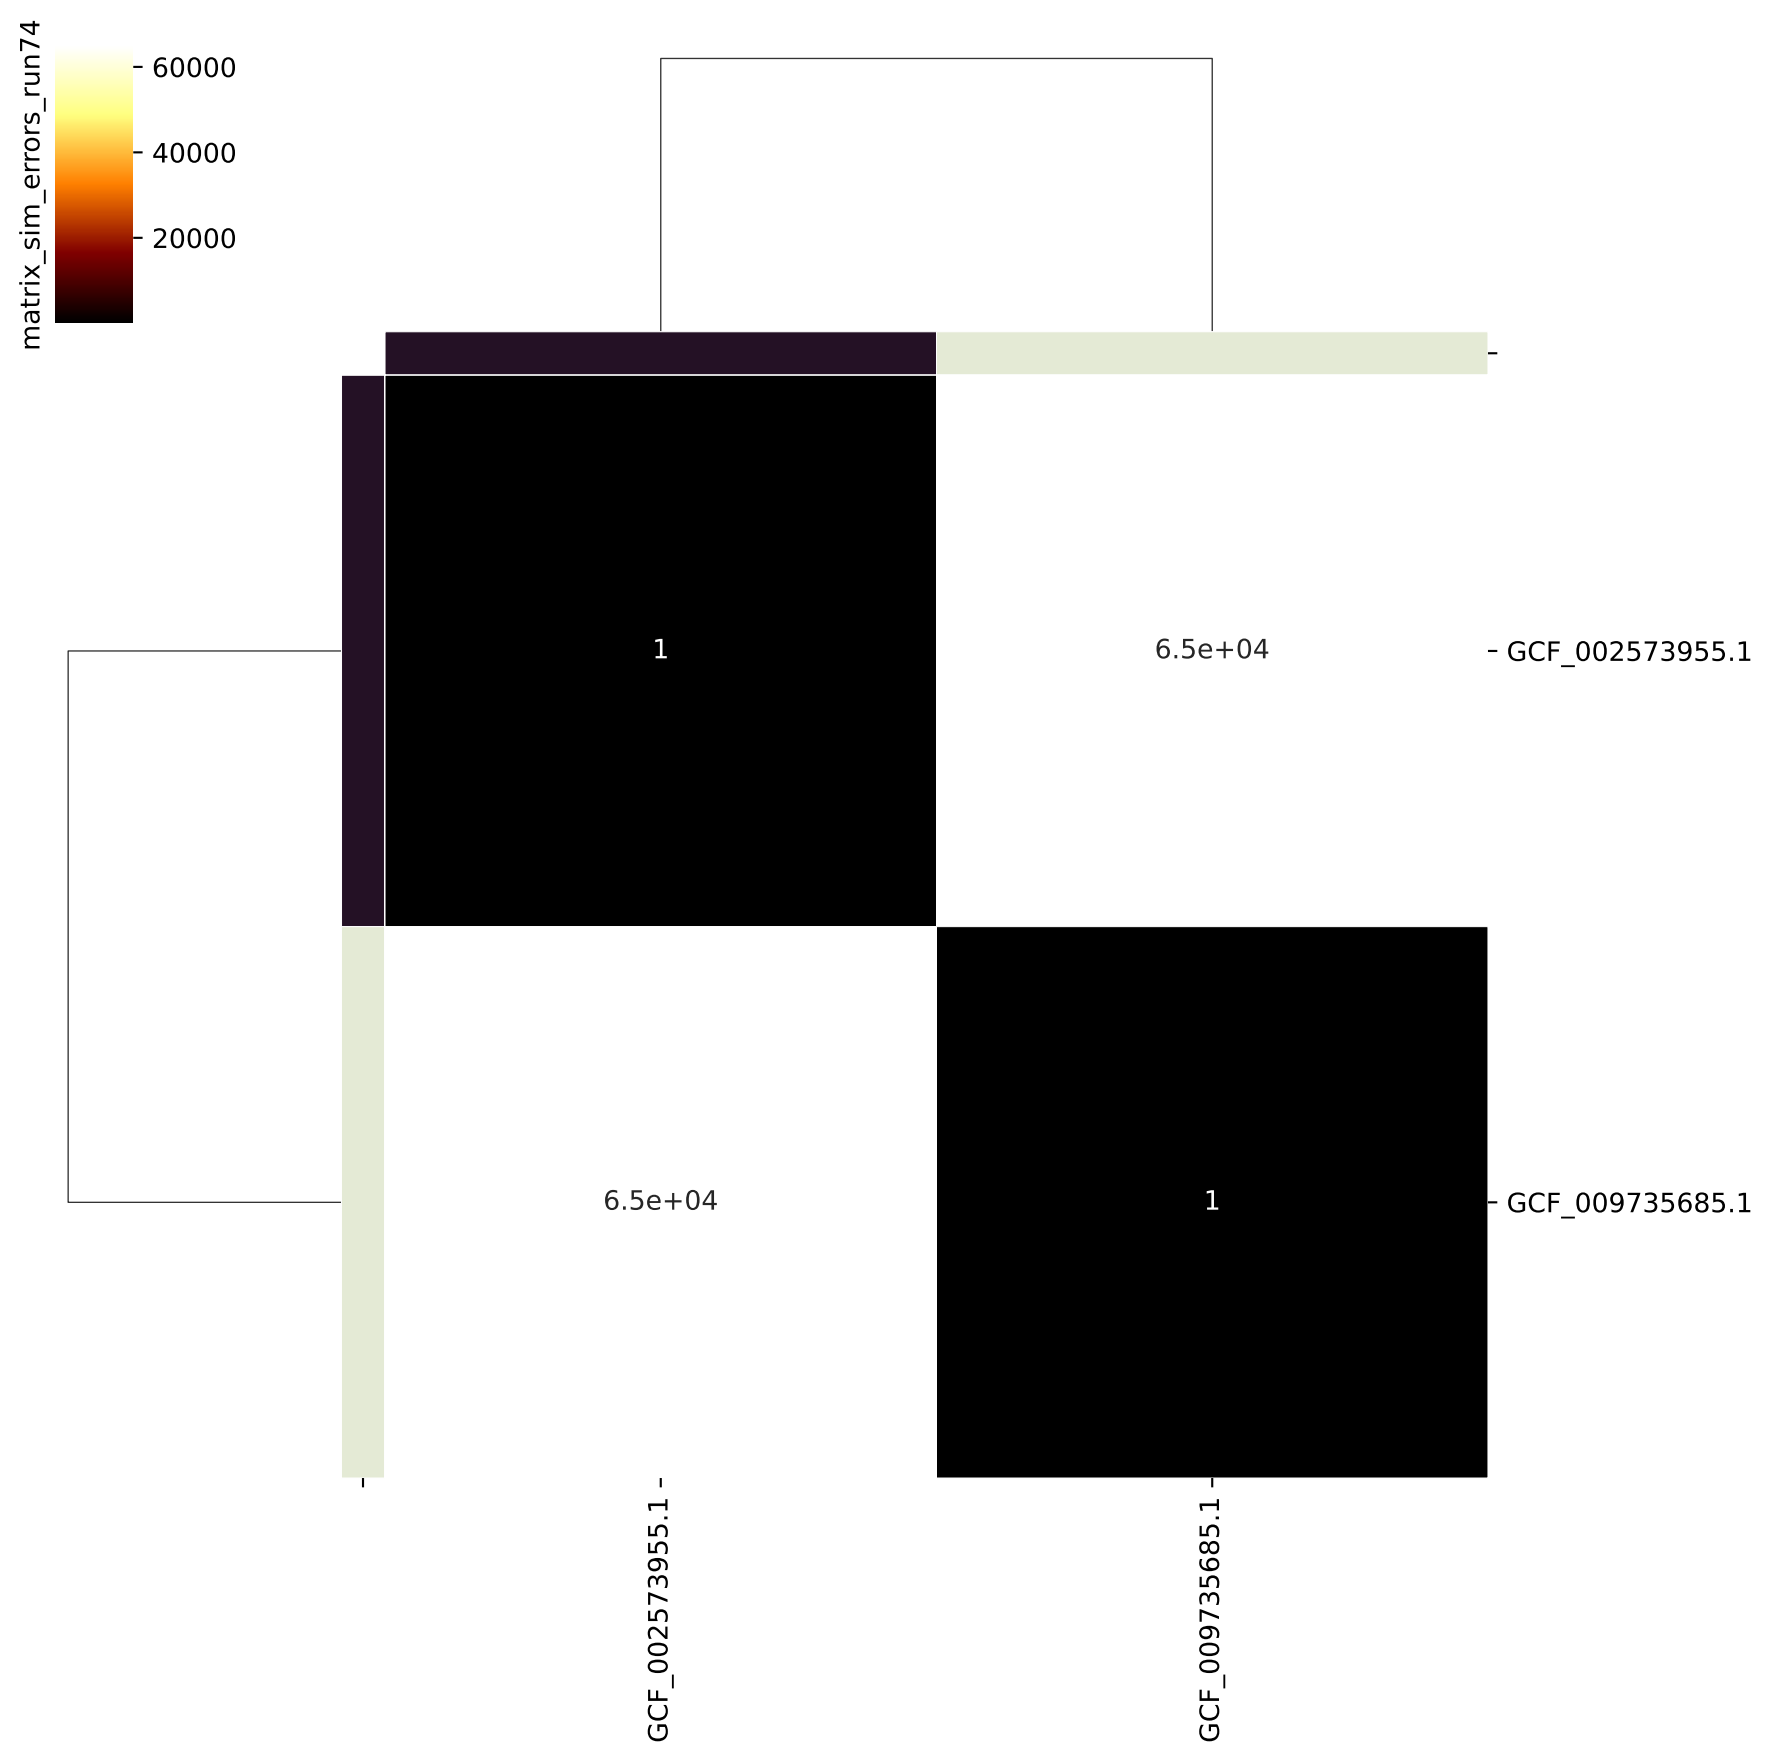 matrix_sim_errors_run74
60000
40000
20000
1
6.5e+04
GCF_002573955.1
6.5e+04
1
GCF_009735685.1
GCF_002573955.1
GCF_009735685.1